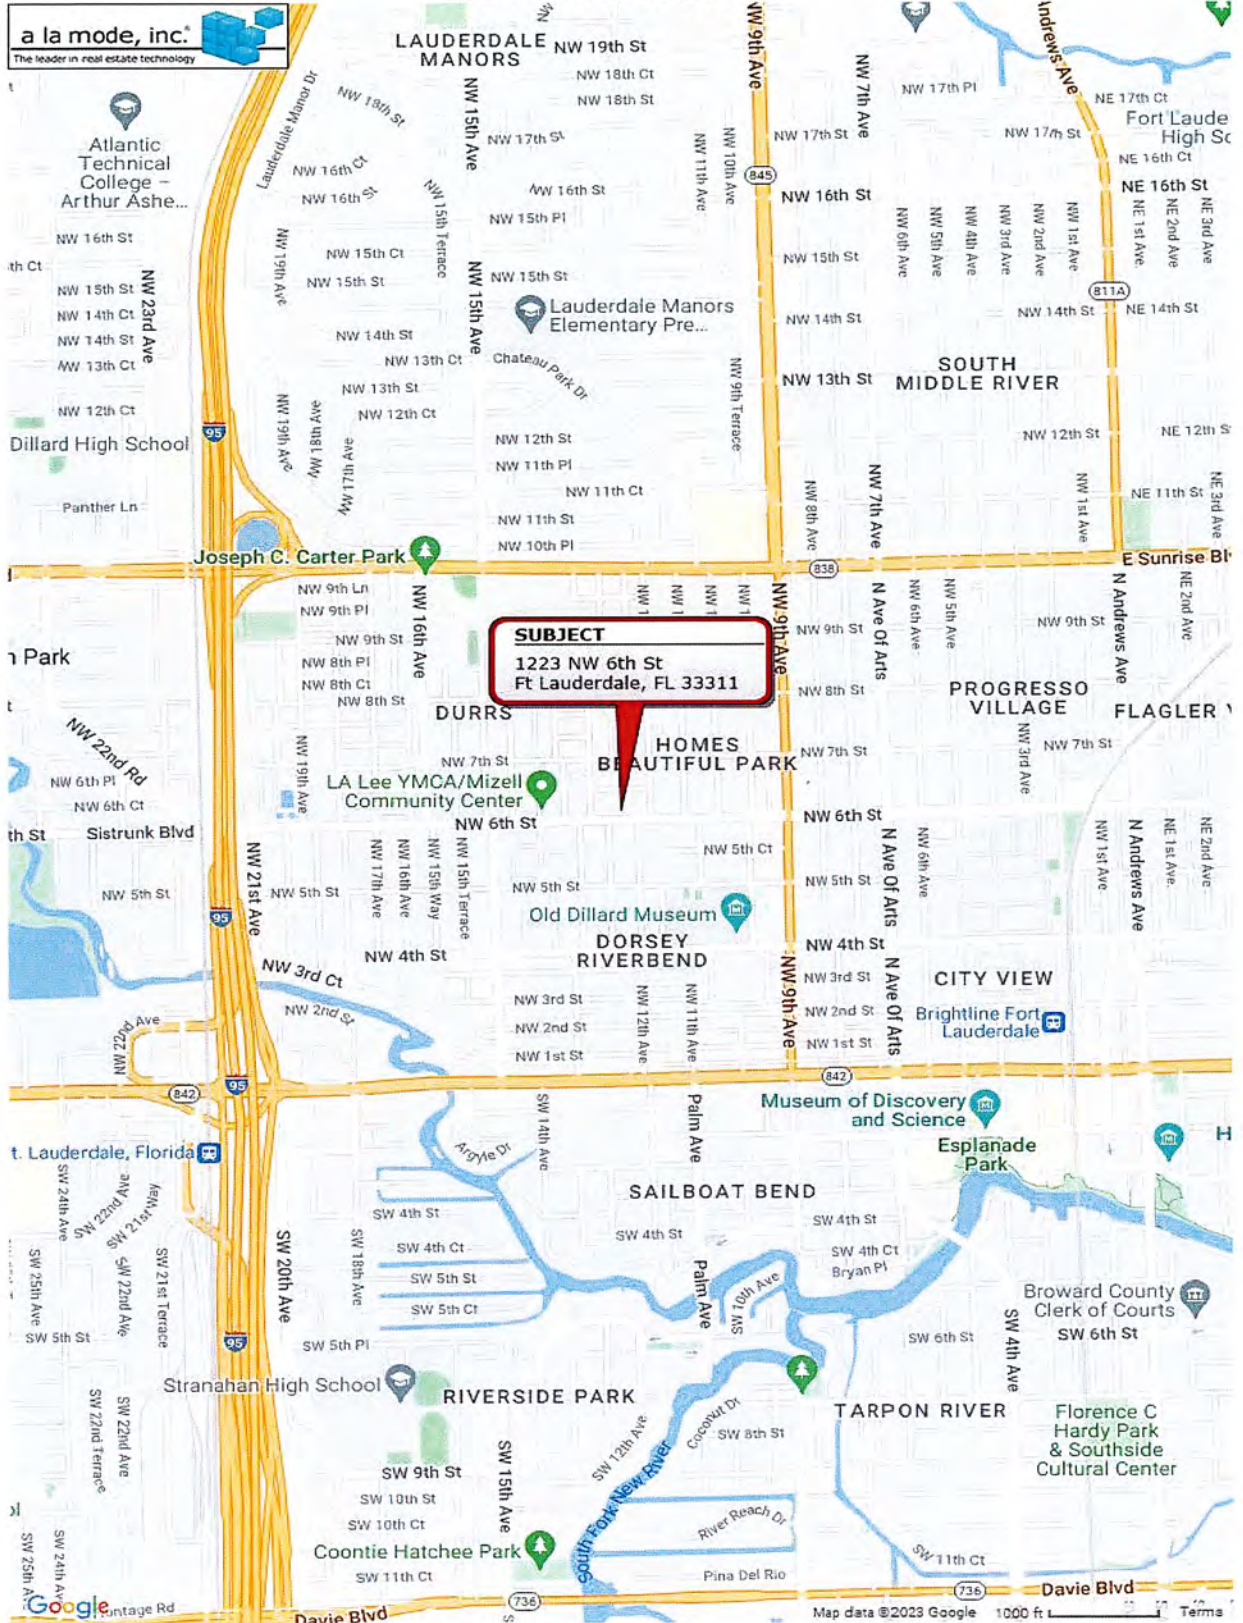 a la mode, inc.
The leader in real estate technology
LAUDERDALE
MANORS
NW 19th St
NW 18th Ct
NW 18th St
NW 9th Ave
NW 7th Ave
Andrews Ave
NW 17th Pl
NE 17th Ct
Fort Laude
High Sc
Atlantic
Technical
College –
Arthur Ashe...
Lauderdale Manor Dr
NW 18th St
NW 15th Ave
NW 17th St
NW 11th Ave
NW 10th Ave
NW 17th St
NW 17th St
NE 16th Ct
NW 16th Ct
NW 16th St
NW 15th Terrace
NW 16th St
845
NW 16th St
NE 16th St
NW 15th Pl
NW 6th Ave
NW 5th Ave
NW 4th Ave
NW 3rd Ave
NW 2nd Ave
NW 1st Ave
NE 1st Ave
NE 2nd Ave
NE 3rd Ave
NW 16th St
th Ct
NW 19th Ave
NW 15th Ct
NW 15th St
NW 15th Ave
NW 15th St
NW 15th St
NW 15th St
NW 23rd Ave
NW 14th Ct
NW 14th St
NW 13th Ct
NW 12th Ct
Lauderdale Manors
Elementary Pre...
811A
NW 14th St
NW 14th St
NE 14th St
NW 14th St
NW 13th Ct
Chateau Park Dr
NW 13th St
NW 12th Ct
NW 9th Terrace
NW 13th St
SOUTH
MIDDLE RIVER
NW 19th Ave
NW 18th Ave
NW 17th Ave
95
Dillard High School
NW 12th St
NW 11th Pl
NW 11th Ct
NW 11th St
NW 10th Pl
NW 12th St
NE 12th S
Panther Ln
NW 8th Ave
NW 7th Ave
NW 1st Ave
NE 11th St
NE 3rd Ave
Joseph C. Carter Park
838
E Sunrise Bl
NW 9th Ln
NW 9th Pl
NW 9th St
NW 8th Pl
NW 8th Ct
NW 8th St
NW 16th Ave
NW 1
NW 1
NW 1
NW 1
NW 9th Ave
NW 9th St
N Ave Of Arts
NW 6th Ave
NW 5th Ave
NW 9th St
N Andrews Ave
NE 2nd Ave
SUBJECT
1223 NW 6th St
Ft Lauderdale, FL 33311
NW 8th St
Park
DURRS
PROGRESSO
VILLAGE
FLAGLER
NW 22nd Rd
NW 6th Pl
NW 6th Ct
NW 19th Ave
NW 7th St
HOMES
BEAUTIFUL PARK
NW 7th St
NW 3rd Ave
NW 7th St
LA Lee YMCA/Mizell
Community Center
NW 6th St
NW 6th St
th St
Sistrunk Blvd
NW 21st Ave
NW 17th Ave
NW 16th Ave
NW 15th Way
NW 15th Terrace
NW 5th Ct
N Ave Of Arts
NW 6th Ave
NW 1st Ave
N Andrews Ave
NE 1st Ave
NE 2nd Ave
NW 5th St
NW 5th St
NW 5th St
NW 5th St
95
Old Dillard Museum
DORSEY
RIVERBEND
NW 4th St
NW 4th St
NW 3rd Ct
NW 2nd St
NW 9th Ave
NW 3rd St
N Ave Of Arts
CITY VIEW
NW 3rd St
NW 2nd St
NW 1st St
NW 12th Ave
NW 11th Ave
NW 2nd St
NW 1st St
Brightline Fort
Lauderdale
NW 22nd Ave
842
95
842
Museum of Discovery
and Science
Esplanade
Park
H
t. Lauderdale, Florida
Argyle Dr
SW 14th Ave
Palm Ave
SW 24th Ave
SW 22nd Ave
SW 21st Way
SAILBOAT BEND
SW 4th St
SW 4th St
SW 4th St
SW 4th Ct
SW 5th St
SW 5th Ct
SW 18th Ave
SW 20th Ave
SW 4th Ct
Bryan Pl
SW 25th Ave
SW 22nd Ave
SW 21st Terrace
Palm Ave
SW 10th Ave
Broward County
Clerk of Courts
SW 5th St
95
SW 5th Pl
SW 6th St
SW 4th Ave
SW 6th St
Stranahan High School
RIVERSIDE PARK
TARPON RIVER
SW 22nd Terrace
SW 22nd Ave
SW 12th Ave
Coconut Dr
SW 8th St
Florence C
Hardy Park
& Southside
Cultural Center
SW 9th St
SW 10th St
SW 10th Ct
SW 15th Ave
South Fork New River
River Reach Dr
ol
SW 25th Av
SW 24th Av
Coontie Hatchee Park
SW 11th Ct
Pina Del Rio
SW 11th Ct
736
736
Davie Blvd
Davie Blvd
Google
ontage Rd
S
Map data ©2023 Google
1000 ft
Terms